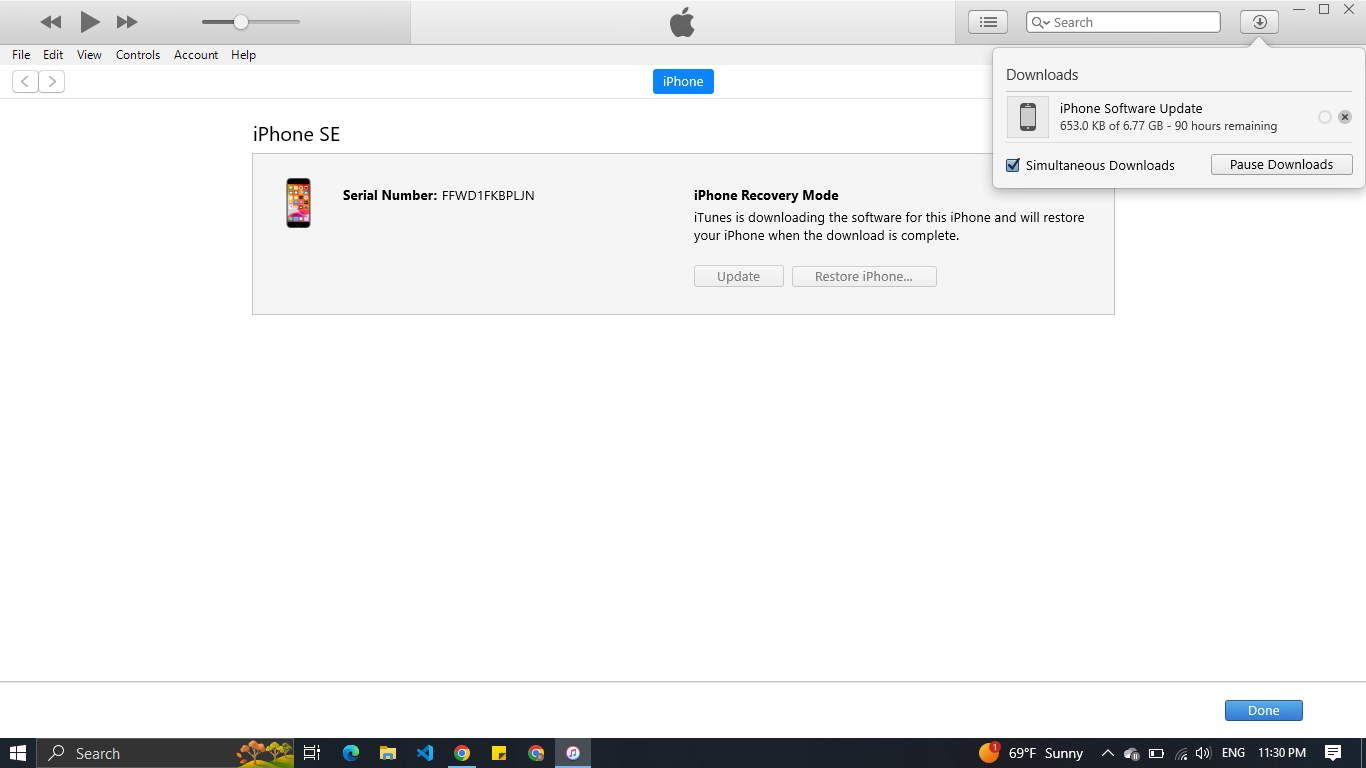 Search
File Edit View Controls Account Help
iPhone
Downloads
iPhone Software Update
653.0 KB of 6.77 GB - 90 hours remaining
Simultaneous Downloads
Pause Downloads
iPhone SE
Serial Number: FFWD1FKBPLJN
iPhone Recovery Mode
iTunes is downloading the software for this iPhone and will restore
your iPhone when the download is complete.
Update
Restore iPhone...
Done
Search
1
69°F Sunny
ENG
11:30 PM